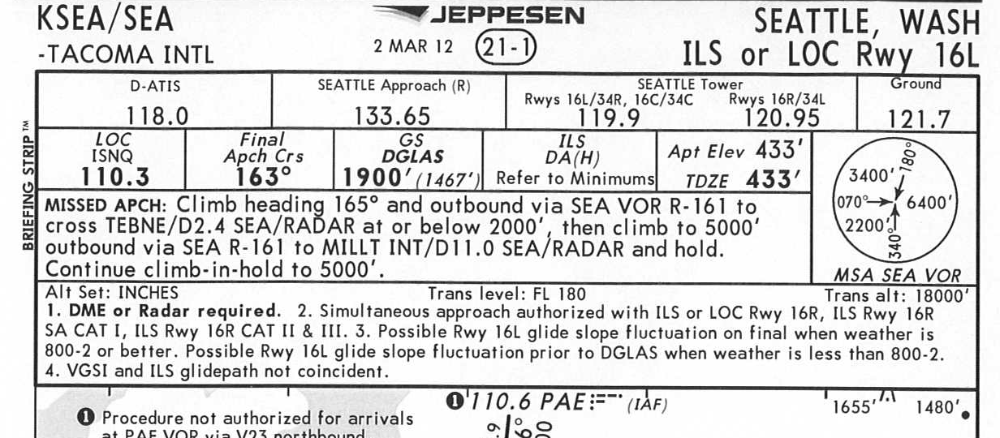 KSEA/SEA
-TACOMA INTL
JEPPESEN
2 MAR 12 21-1
SEATTLE, WASH
ILS or LOC Rwy 16L
BRIEFING STRIP™
D-ATIS
118.0
SEATTLE Approach (R)
133.65
SEATTLE Tower
Rwys 16L/34R, 16C/34C Rwys 16R/34L
119.9 120.95
Ground
121.7
LOC
ISNQ
110.3
Final
Apch Crs
163°
GS
DGLAS
1900' (1467')
ILS
DA(H)
Refer to Minimums
Apt Elev 433'
TDZE 433'
MISSED APCH: Climb heading 165° and outbound via SEA VOR R-161 to
cross TEBNE/D2.4 SEA/RADAR at or below 2000', then climb to 5000'
outbound via SEA R-161 to MILLT INT/D11.0 SEA/RADAR and hold.
Continue climb-in-hold to 5000'.
180°
3400'
070° 6400'
2200'
340°
MSA SEA VOR
Alt Set: INCHES Trans level: FL 180 Trans alt: 18000'
1. DME or Radar required. 2. Simultaneous approach authorized with ILS or LOC Rwy 16R, ILS Rwy 16R
SA CAT I, ILS Rwy 16R CAT II & III. 3. Possible Rwy 16L glide slope fluctuation on final when weather is
800-2 or better. Possible Rwy 16L glide slope fluctuation prior to DGLAS when weather is less than 800-2.
4. VGSI and ILS glidepath not coincident.
1 110.6 PAE (IAF)
1655' 1480'
1 Procedure not authorized for arrivals
at PAE VOR via V23 northbound